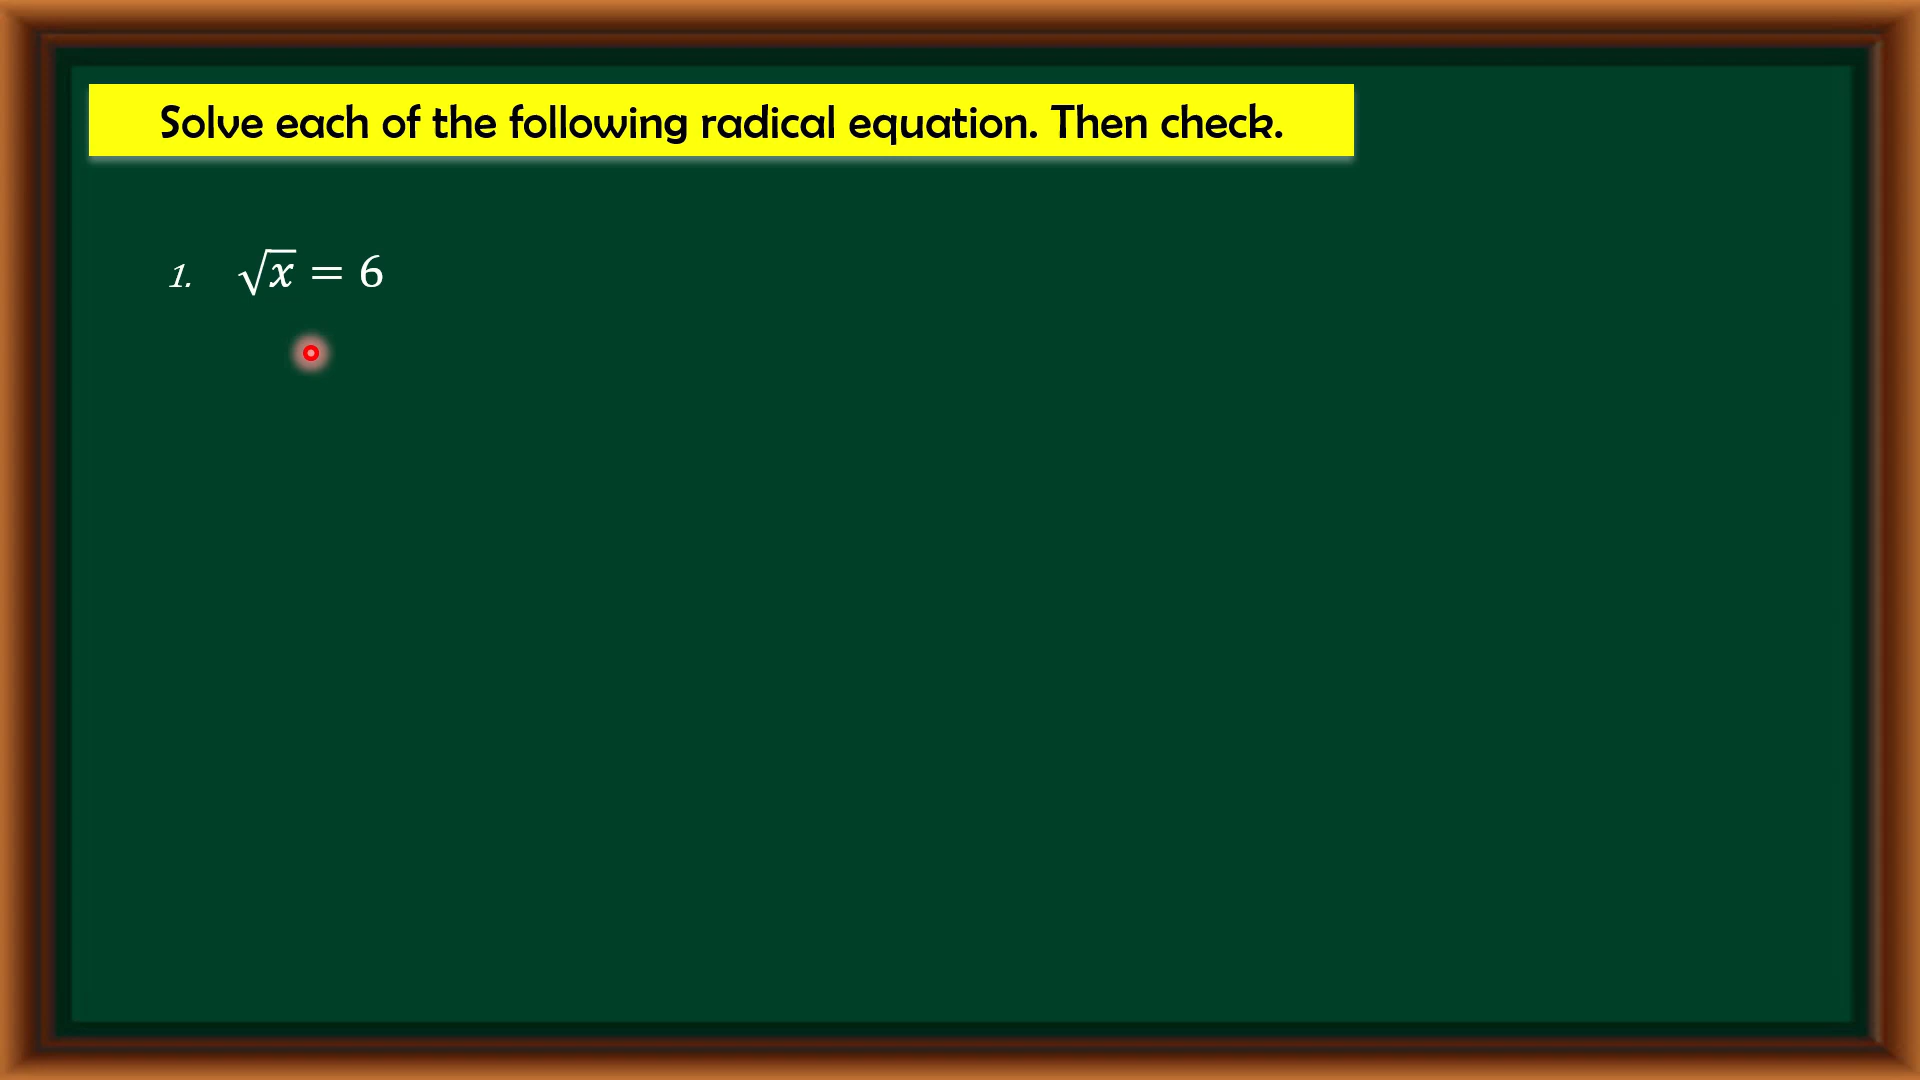 Solve each of the following radical equation. Then check.
1. √x = 6